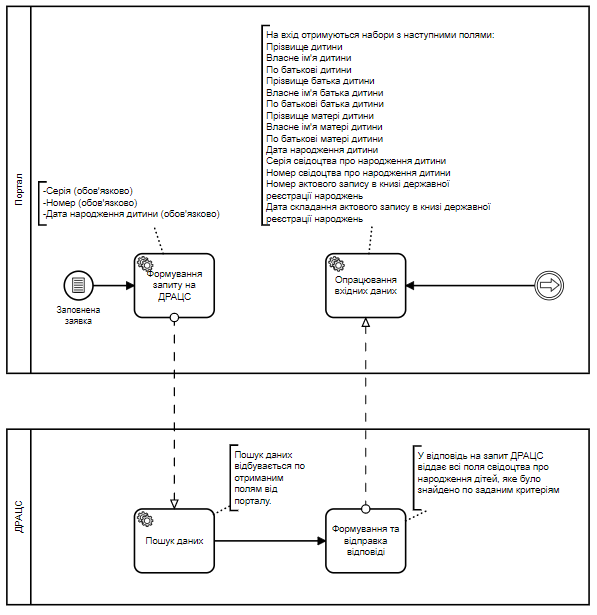 Портал
На вхід отримуються набори з наступними полями:
Прізвище дитини
Власне ім'я дитини
По батькові дитини
Прізвище батька дитини
Власне ім'я батька дитини
По батькові батька дитини
Прізвище матері дитини
Власне ім'я матері дитини
По батькові матері дитини
Дата народження дитини
Серія свідоцтва про народження дитини
Номер свідоцтва про народження дитини
Номер актового запису в книзі державної
реєстрації народжень
Дата складання актового запису в книзі державної
реєстрації народжень
-Серія (обов'язково)
-Номер (обов'язково)
-Дата народження дитини (обов'язково)
Заповнена
заявка
Формування
запиту на
ДРАЦС
Опрацювання
вхідних даних
ДРАЦС
Пошук даних
відбувається по
отриманим
полям від
порталу.
У відповідь на запит ДРАЦС
віддає всі поля свідоцтва про
народження дітей, яке було
знайдено по заданим критеріям
Пошук даних
Формування та
відправка
відповіді